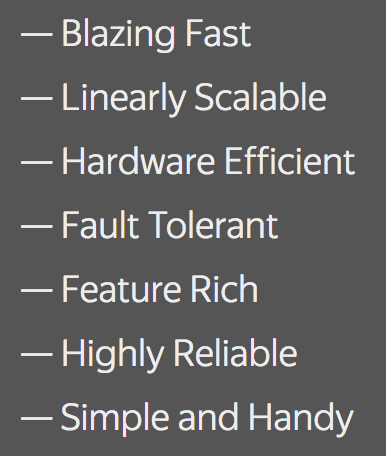 — Blazing Fast
— Linearly Scalable
— Hardware Efficient
— Fault Tolerant
— Feature Rich
— Highly Reliable
— Simple and Handy